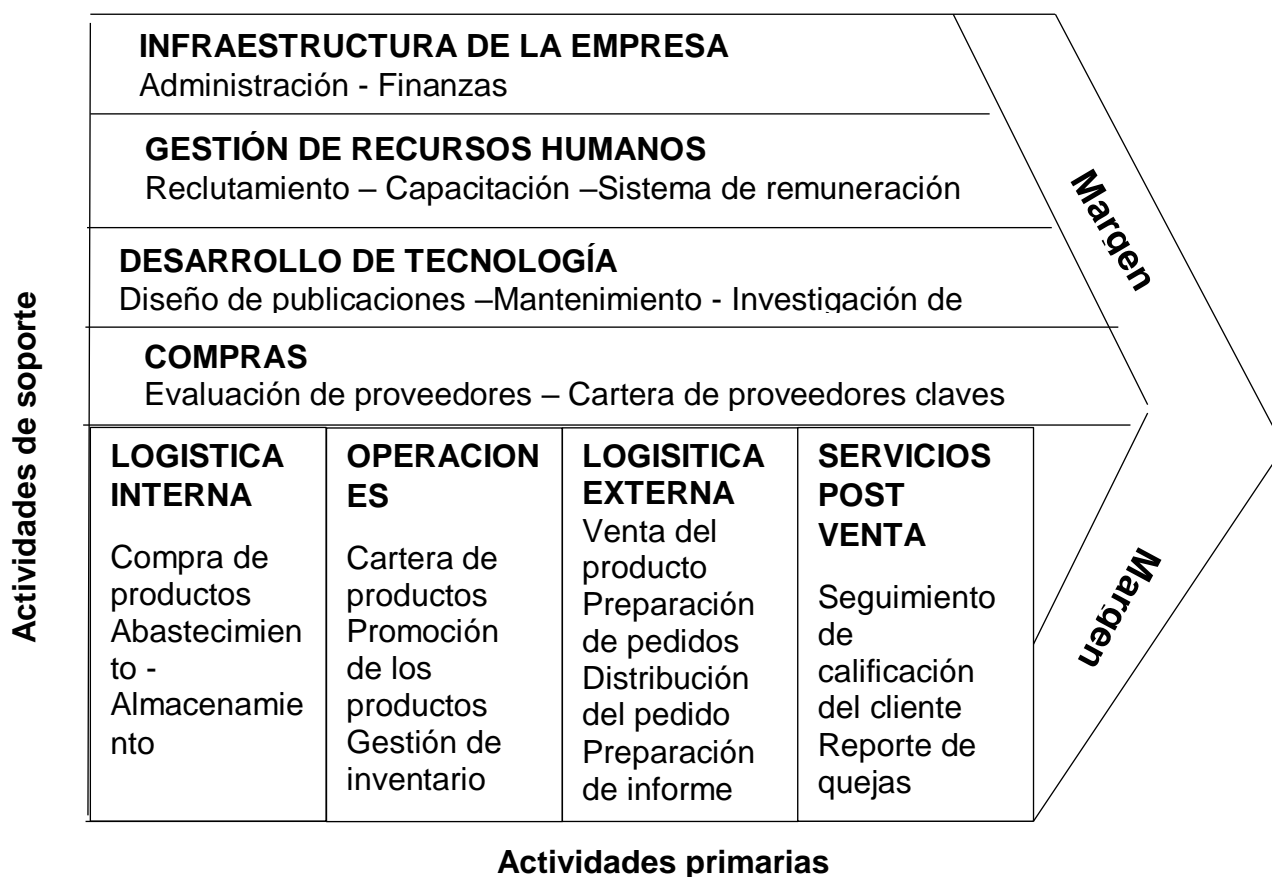 INFRAESTRUCTURA DE LA EMPRESA
Administración - Finanzas
GESTIÓN DE RECURSOS HUMANOS
Reclutamiento – Capacitación –Sistema de remuneración
DESARROLLO DE TECNOLOGÍA
Diseño de publicaciones –Mantenimiento - Investigación de
COMPRAS
Evaluación de proveedores – Cartera de proveedores claves
Margen
Margen
Actividades de soporte
LOGISTICA
INTERNA
Compra de
productos
Abastecimien
to -
Almacenamie
nto
OPERACION
ES
Cartera de
productos
Promoción
de los
productos
Gestión de
inventario
LOGISITICA
EXTERNA
Venta del
producto
Preparación
de pedidos
Distribución
del pedido
Preparación
de informe
SERVICIOS
POST
VENTA
Seguimiento
de
calificación
del cliente
Reporte de
quejas
Actividades primarias